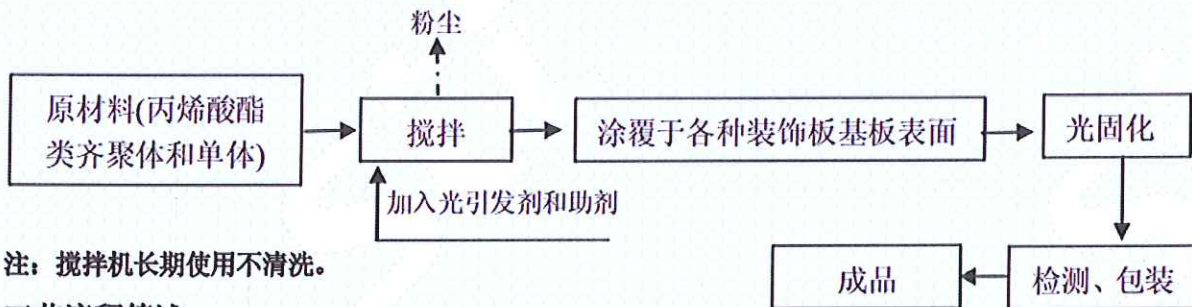 粉尘
原材料(丙烯酸酯
类齐聚体和单体)
搅拌
涂覆于各种装饰板基板表面
光固化
加入光引发剂和助剂
注：搅拌机长期使用不清洗。
成品
检测、包装